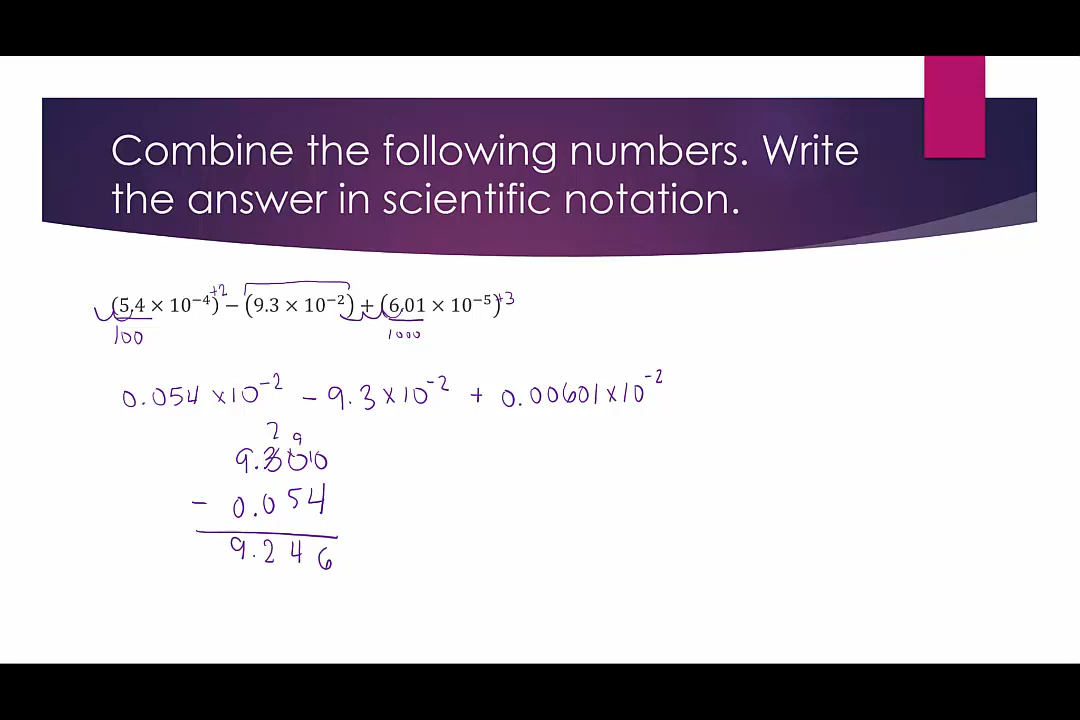 Combine the following numbers. Write
the answer in scientific notation.
(5.4 × 10⁻⁴)⁺² − (9.3 × 10⁻²) + (6.01 × 10⁻⁵)⁺³
100 1000
0.054 × 10⁻² − 9.3 × 10⁻² + 0.00601 × 10⁻²
2 9
9.3010
− 0.054
9.246